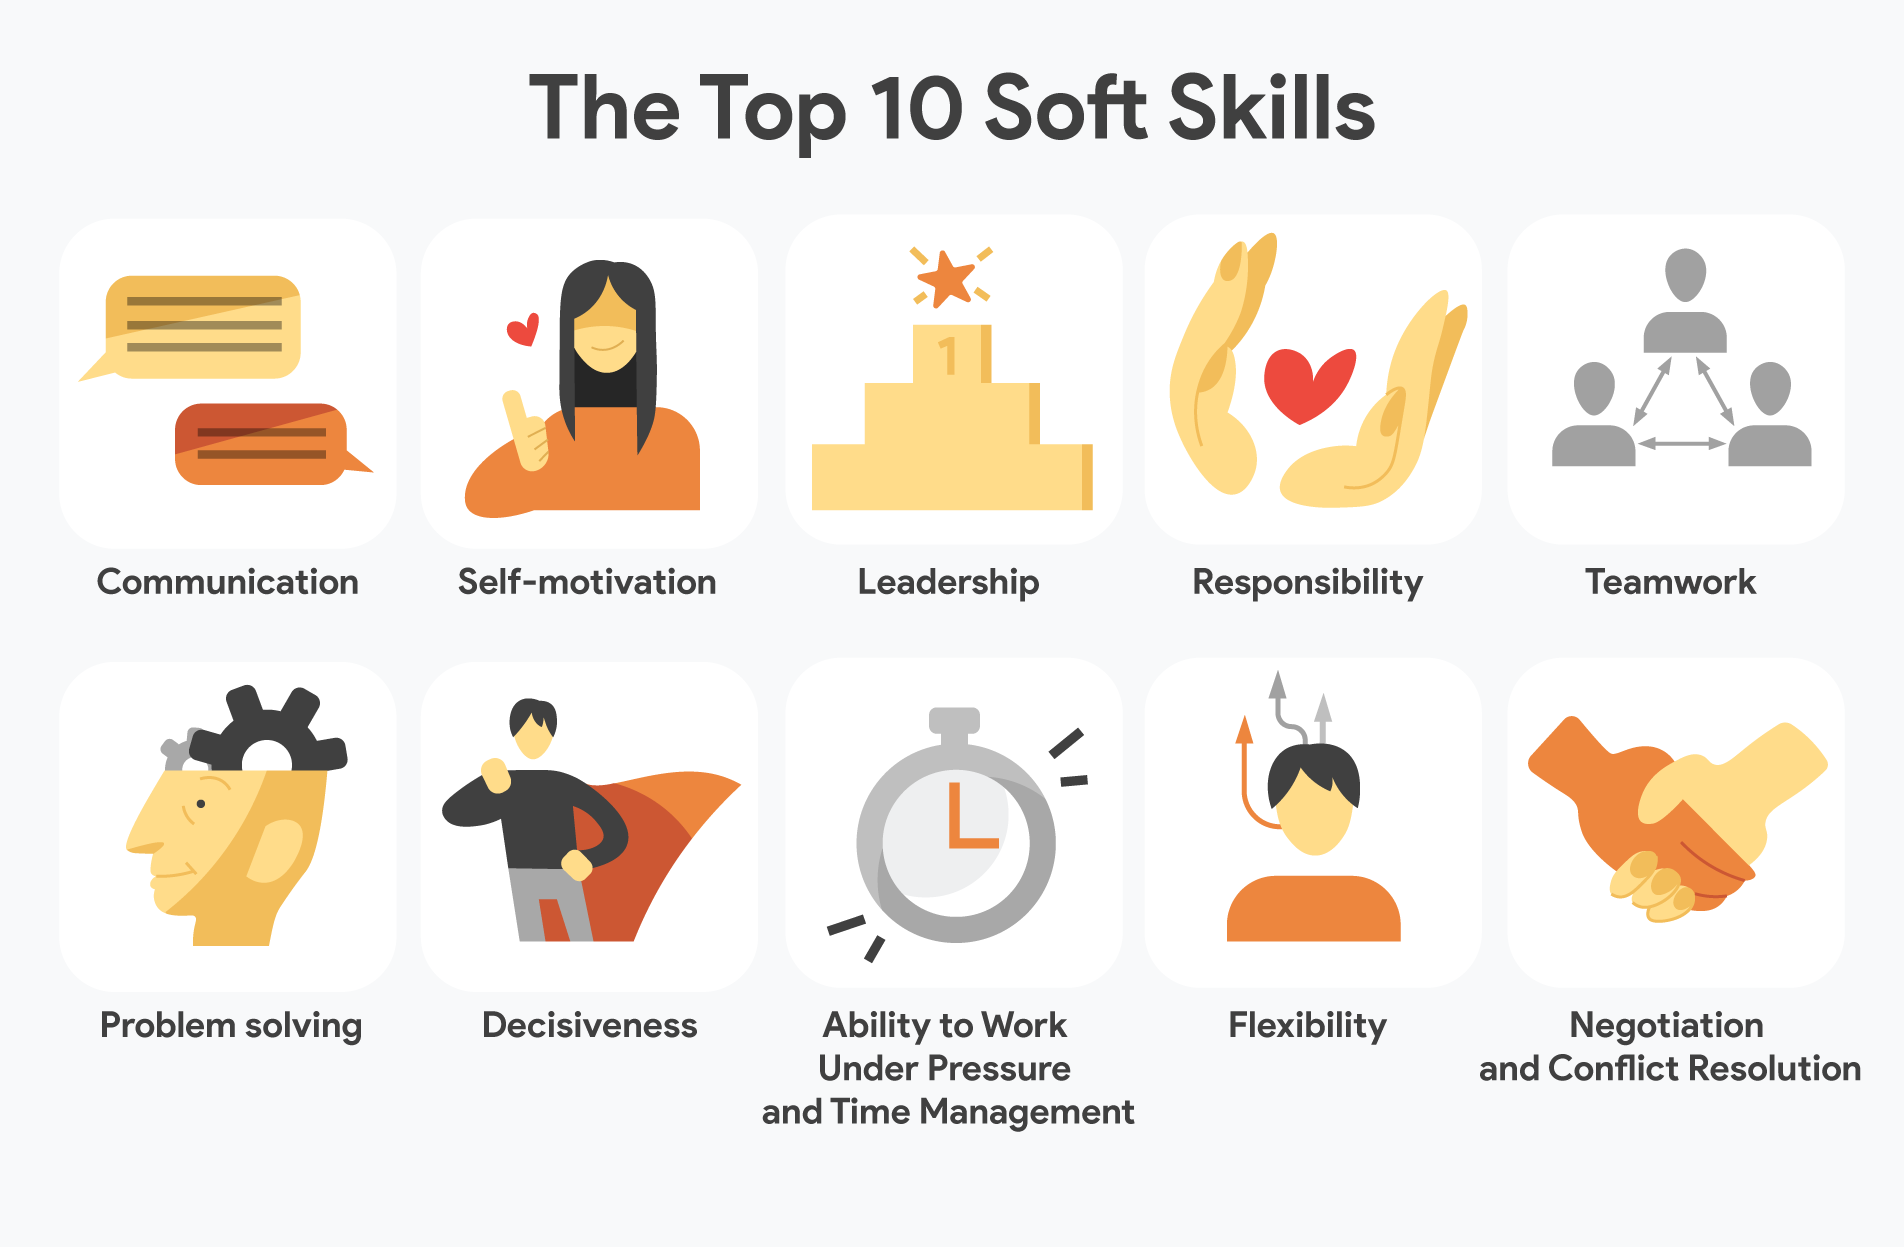 The Top 10 Soft Skills
1
Communication
Self-motivation
Leadership
Responsibility
Teamwork
Problem solving
Decisiveness
Ability to Work
Under Pressure
and Time Management
Flexibility
Negotiation
and Conflict Resolution